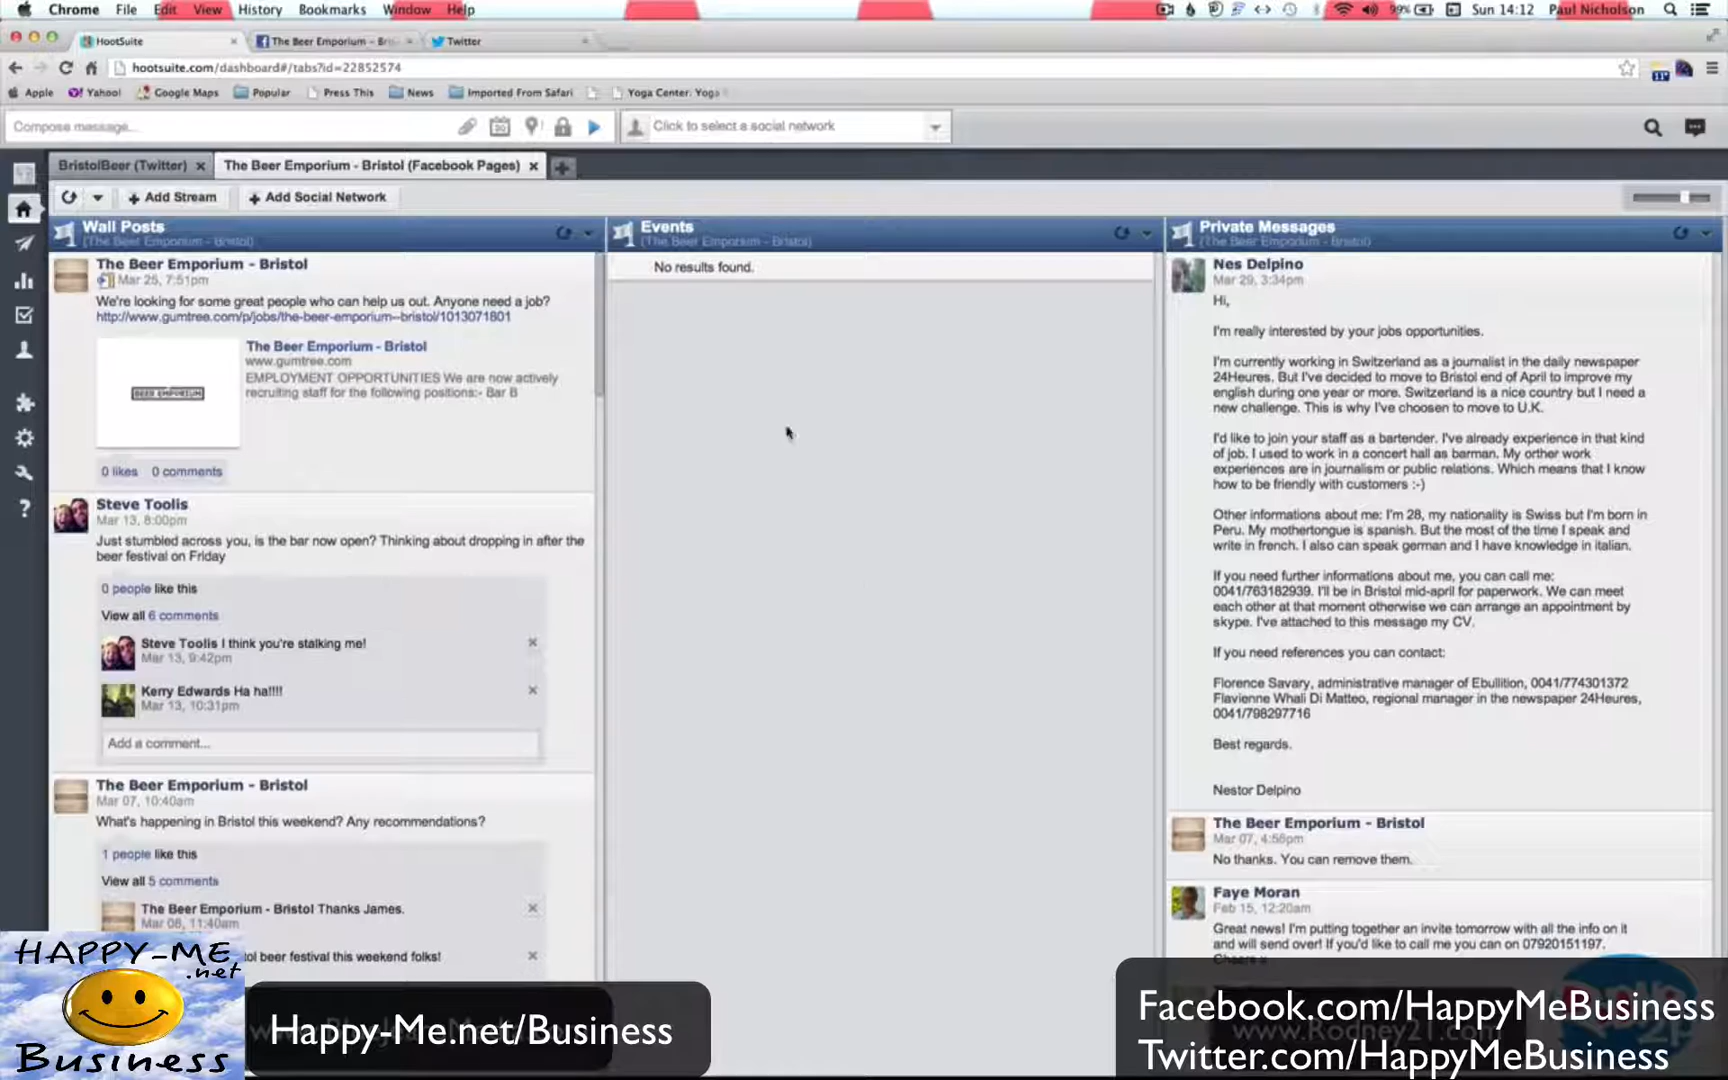 Chrome File Edit View History Bookmarks Window Help
99% Sun 14:12 Paul Nicholson
HootSuite
The Beer Emporium - Bris
Twitter
hootsuite.com/dashboard#/tabs?id=22852574
Apple Yahoo! Google Maps Popular Press This News Imported From Safari Yoga Center. Yoga
Compose message...
Click to select a social network
BristolBeer (Twitter)
The Beer Emporium - Bristol (Facebook Pages)
+ Add Stream
+ Add Social Network
Wall Posts
(The Beer Emporium - Bristol)
The Beer Emporium - Bristol
Mar 25, 7:51pm
We're looking for some great people who can help us out. Anyone need a job?
http://www.gumtree.com/p/jobs/the-beer-emporium--bristol/1013071801
BEER EMPORIUM
The Beer Emporium - Bristol
www.gumtree.com
EMPLOYMENT OPPORTUNITIES We are now actively
recruiting staff for the following positions:- Bar B
0 likes 0 comments
Steve Toolis
Mar 13, 8:00pm
Just stumbled across you, is the bar now open? Thinking about dropping in after the
beer festival on Friday
0 people like this
View all 6 comments
Steve Toolis I think you're stalking me!
Mar 13, 9:42pm
Kerry Edwards Ha ha!!!!
Mar 13, 10:31pm
Add a comment...
The Beer Emporium - Bristol
Mar 07, 10:40am
What's happening in Bristol this weekend? Any recommendations?
1 people like this
View all 5 comments
The Beer Emporium - Bristol Thanks James.
Mar 08, 11:40am
tol beer festival this weekend folks!
Events
(The Beer Emporium - Bristol)
No results found.
Private Messages
(The Beer Emporium - Bristol)
Nes Delpino
Mar 29, 3:34pm
Hi,
I'm really interested by your jobs opportunities.
I'm currently working in Switzerland as a journalist in the daily newspaper
24Heures. But I've decided to move to Bristol end of April to improve my
english during one year or more. Switzerland is a nice country but I need a
new challenge. This is why I've choosen to move to U.K.
I'd like to join your staff as a bartender. I've already experience in that kind
of job. I used to work in a concert hall as barman. My orther work
experiences are in journalism or public relations. Which means that I know
how to be friendly with customers :-)
Other informations about me: I'm 28, my nationality is Swiss but I'm born in
Peru. My mothertongue is spanish. But the most of the time I speak and
write in french. I also can speak german and I have knowledge in italian.
If you need further informations about me, you can call me:
0041/763182939. I'll be in Bristol mid-april for paperwork. We can meet
each other at that moment otherwise we can arrange an appointment by
skype. I've attached to this message my CV.
If you need references you can contact:
Florence Savary, administrative manager of Ebullition, 0041/774301372
Flavienne Whali Di Matteo, regional manager in the newspaper 24Heures,
0041/798297716
Best regards.
Nestor Delpino
The Beer Emporium - Bristol
Mar 07, 4:56pm
No thanks. You can remove them.
Faye Moran
Feb 15, 12:20am
Great news! I'm putting together an invite tomorrow with all the info on it
and will send over! If you'd like to call me you can on 07920151197.
Cheers x
HAPPY-ME
.net
Business
Happy-Me.net/Business
Facebook.com/HappyMeBusiness
www.Rodney21.com
Twitter.com/HappyMeBusiness